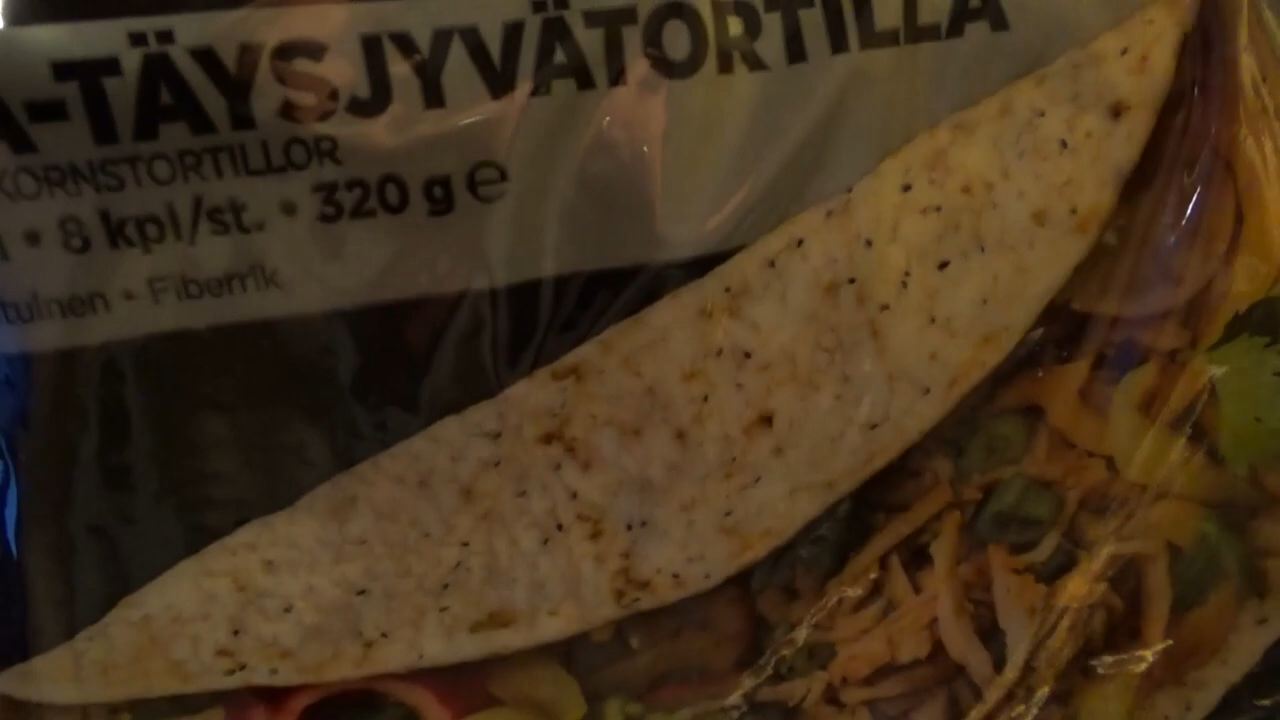 A-TÄYSJYVÄTORTILLA
KORNSTORTILLOR
• 8 kpl/st. • 320 g ℮
tuinen • Fiberrik